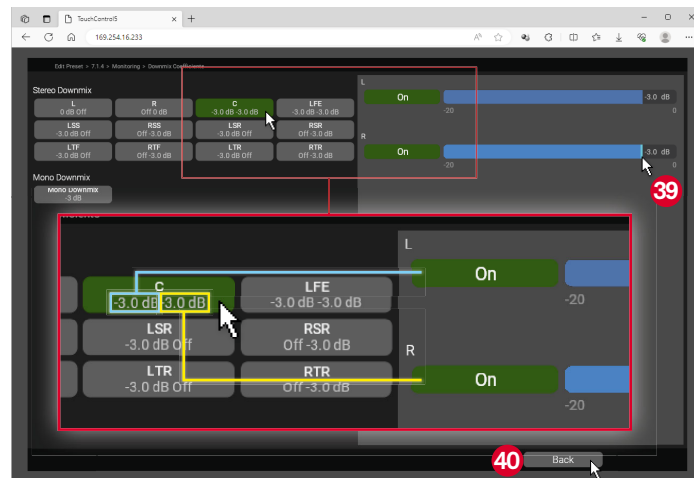 TouchControl5
169.254.16.233
Edit Preset > 7.1.4 > Monitoring > Downmix Coefficients
Stereo Downmix
L
0 dB Off
R
Off 0 dB
C
-3.0 dB -3.0 dB
LFE
-3.0 dB -3.0 dB
LSS
-3.0 dB Off
RSS
Off -3.0 dB
LSR
-3.0 dB Off
RSR
Off -3.0 dB
LTF
-3.0 dB Off
RTF
Off -3.0 dB
LTR
-3.0 dB Off
RTR
Off -3.0 dB
Mono Downmix
Mono Downmix
-3 dB
L
On
-3.0 dB
-20
0
R
On
-3.0 dB
-20
0
39
L
C
-3.0 dB -3.0 dB
LFE
-3.0 dB -3.0 dB
On
-20
LSR
-3.0 dB Off
RSR
Off -3.0 dB
R
LTR
-3.0 dB Off
RTR
Off -3.0 dB
On
-20
40
Back